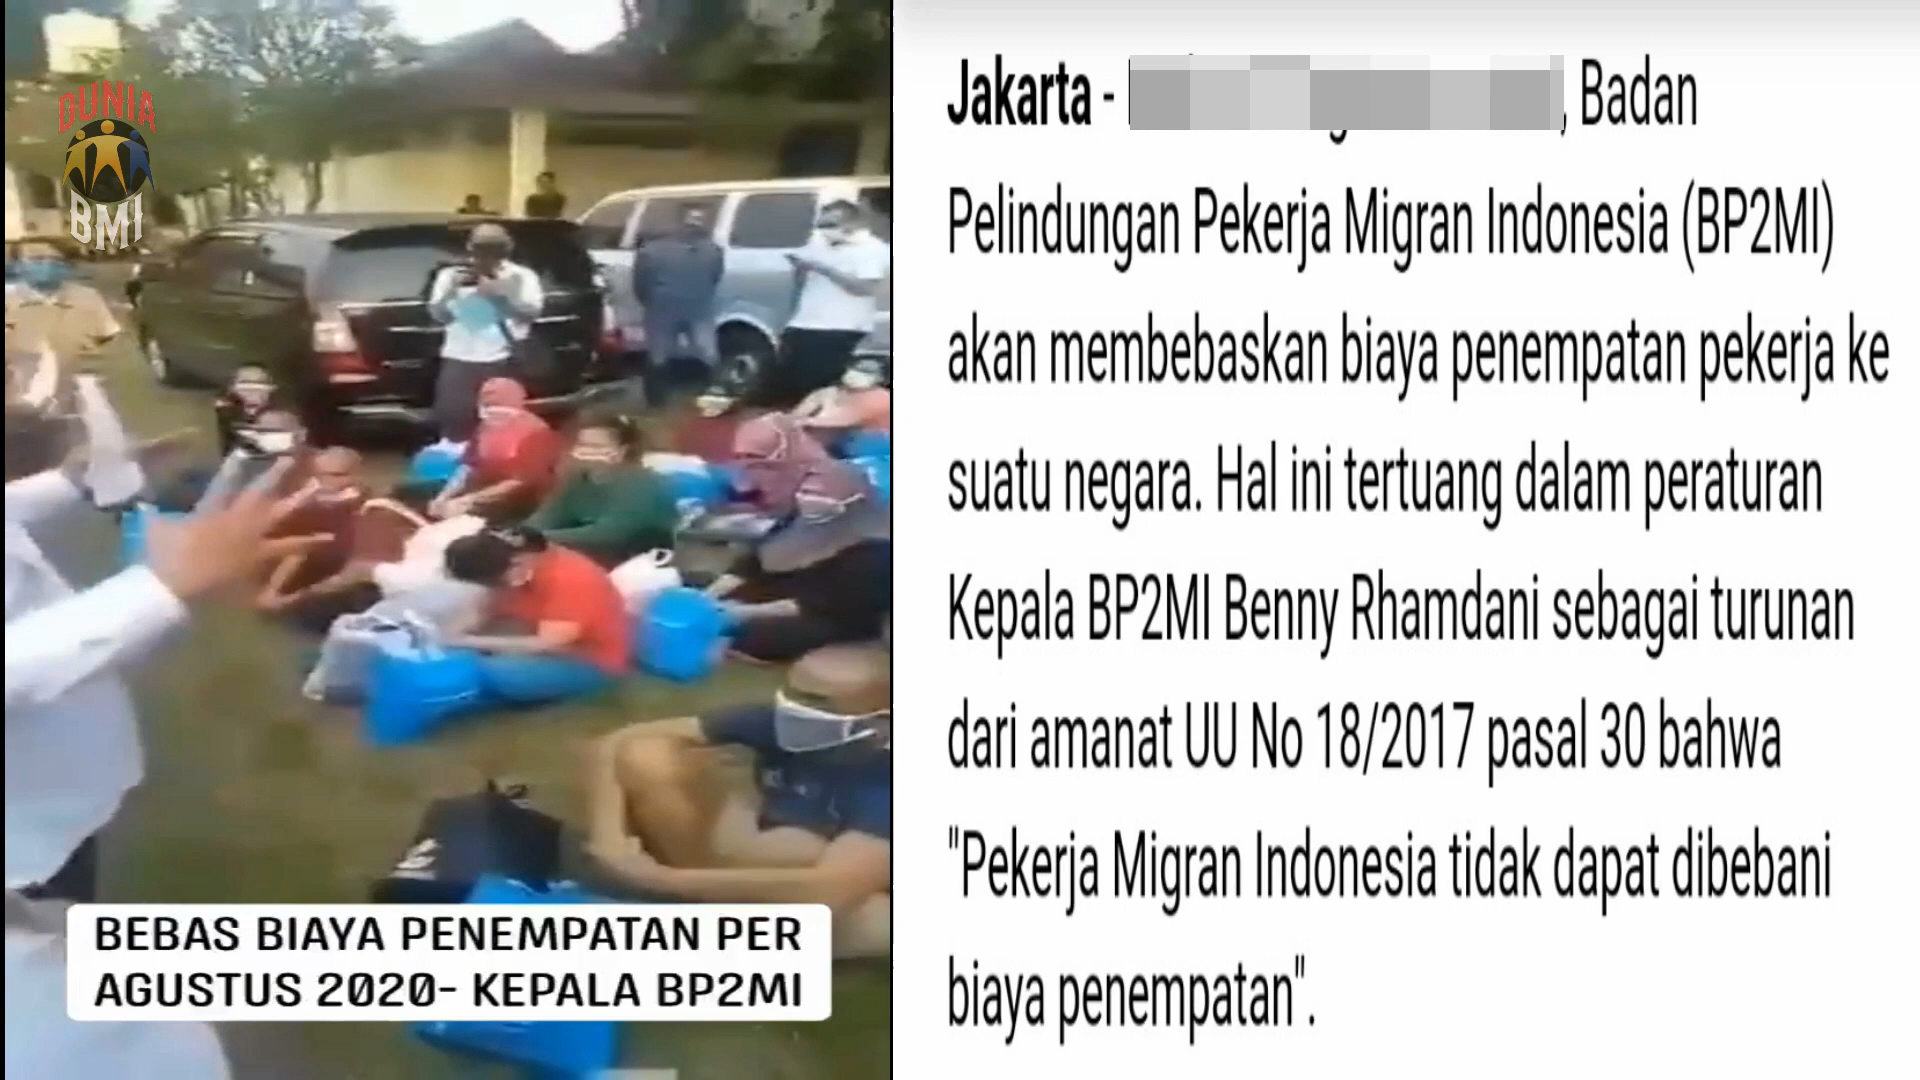 DUNIA
BMI
BEBAS BIAYA PENEMPATAN PER
AGUSTUS 2020- KEPALA BP2MI
Jakarta - , Badan
Pelindungan Pekerja Migran Indonesia (BP2MI)
akan membebaskan biaya penempatan pekerja ke
suatu negara. Hal ini tertuang dalam peraturan
Kepala BP2MI Benny Rhamdani sebagai turunan
dari amanat UU No 18/2017 pasal 30 bahwa
"Pekerja Migran Indonesia tidak dapat dibebani
biaya penempatan".